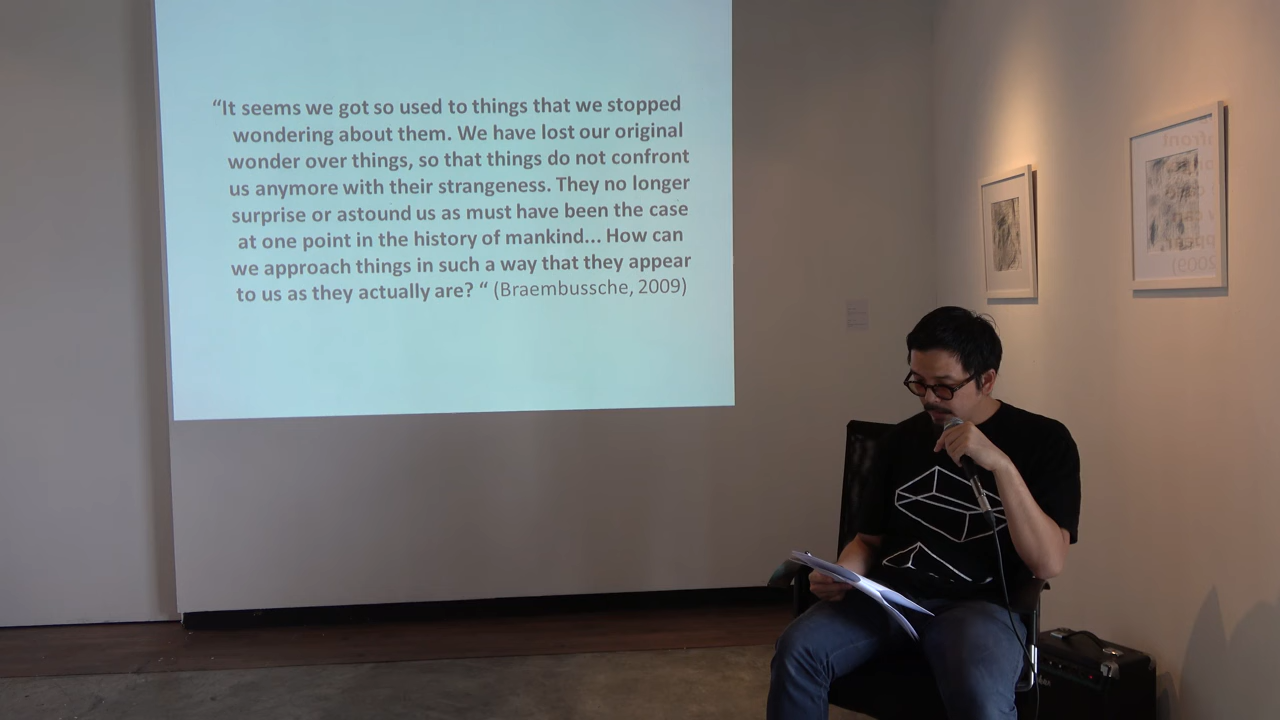 “It seems we got so used to things that we stopped
wondering about them. We have lost our original
wonder over things, so that things do not confront
us anymore with their strangeness. They no longer
surprise or astound us as must have been the case
at one point in the history of mankind... How can
we approach things in such a way that they appear
to us as they actually are? “ (Braembussche, 2009)